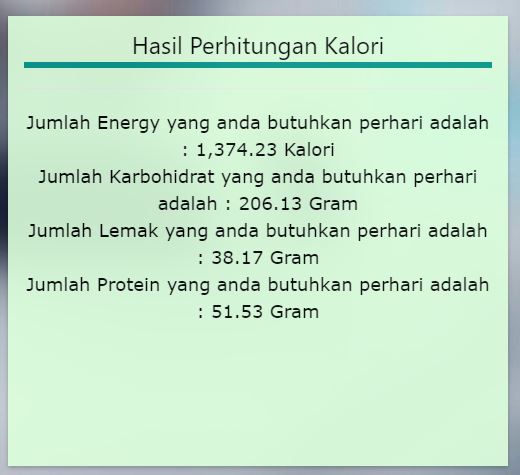 Hasil Perhitungan Kalori
Jumlah Energy yang anda butuhkan perhari adalah
: 1,374.23 Kalori
Jumlah Karbohidrat yang anda butuhkan perhari
adalah : 206.13 Gram
Jumlah Lemak yang anda butuhkan perhari adalah
: 38.17 Gram
Jumlah Protein yang anda butuhkan perhari adalah
: 51.53 Gram